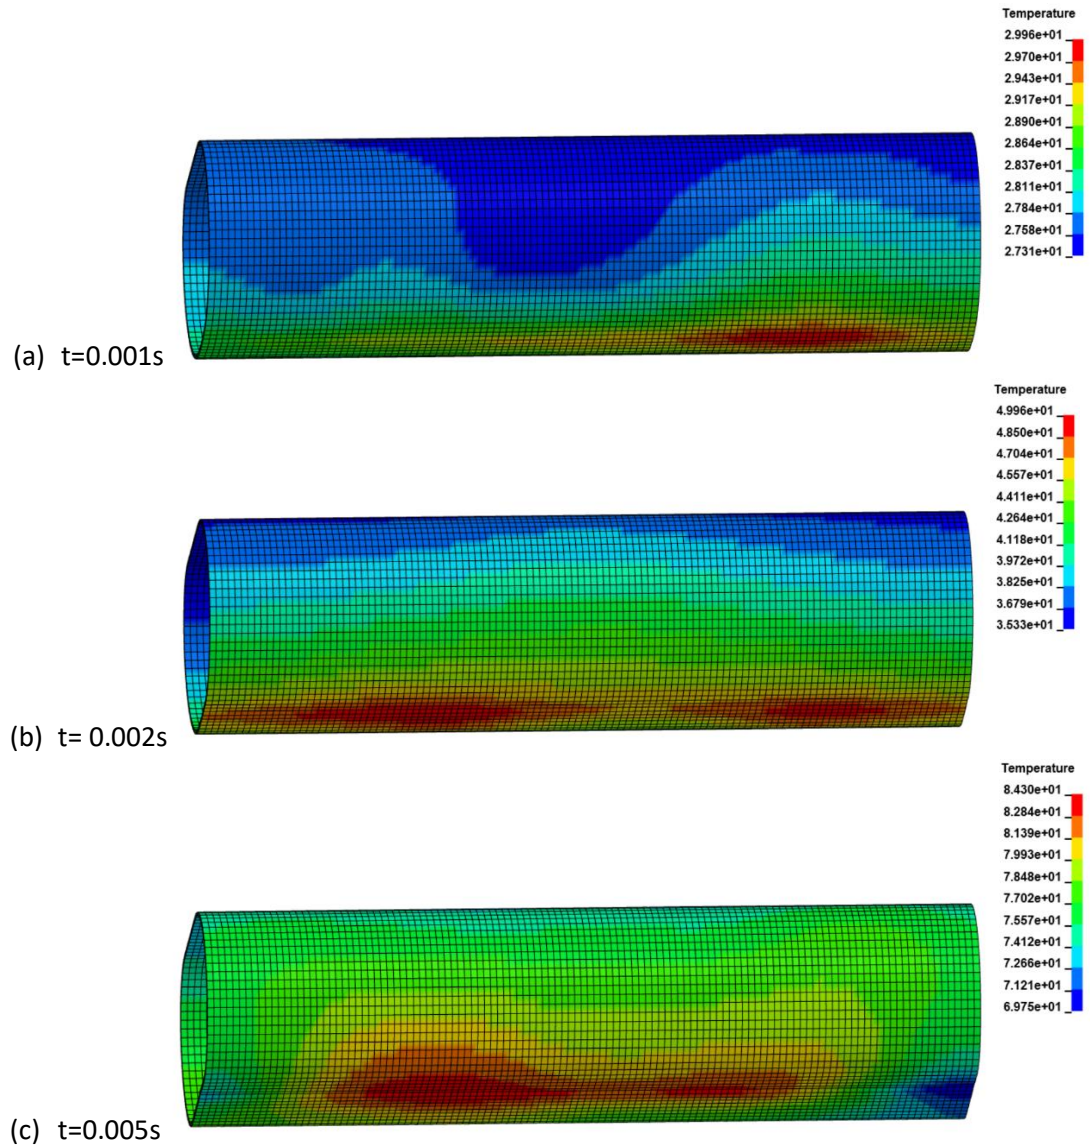 Temperature
2.996e+01
2.970e+01
2.943e+01
2.917e+01
2.890e+01
2.864e+01
2.837e+01
2.811e+01
2.784e+01
2.758e+01
2.731e+01
(a) t=0.001s
Temperature
4.996e+01
4.850e+01
4.704e+01
4.557e+01
4.411e+01
4.264e+01
4.118e+01
3.972e+01
3.825e+01
3.679e+01
3.533e+01
(b) t= 0.002s
Temperature
8.430e+01
8.284e+01
8.139e+01
7.993e+01
7.848e+01
7.702e+01
7.557e+01
7.412e+01
7.266e+01
7.121e+01
6.975e+01
(c) t=0.005s